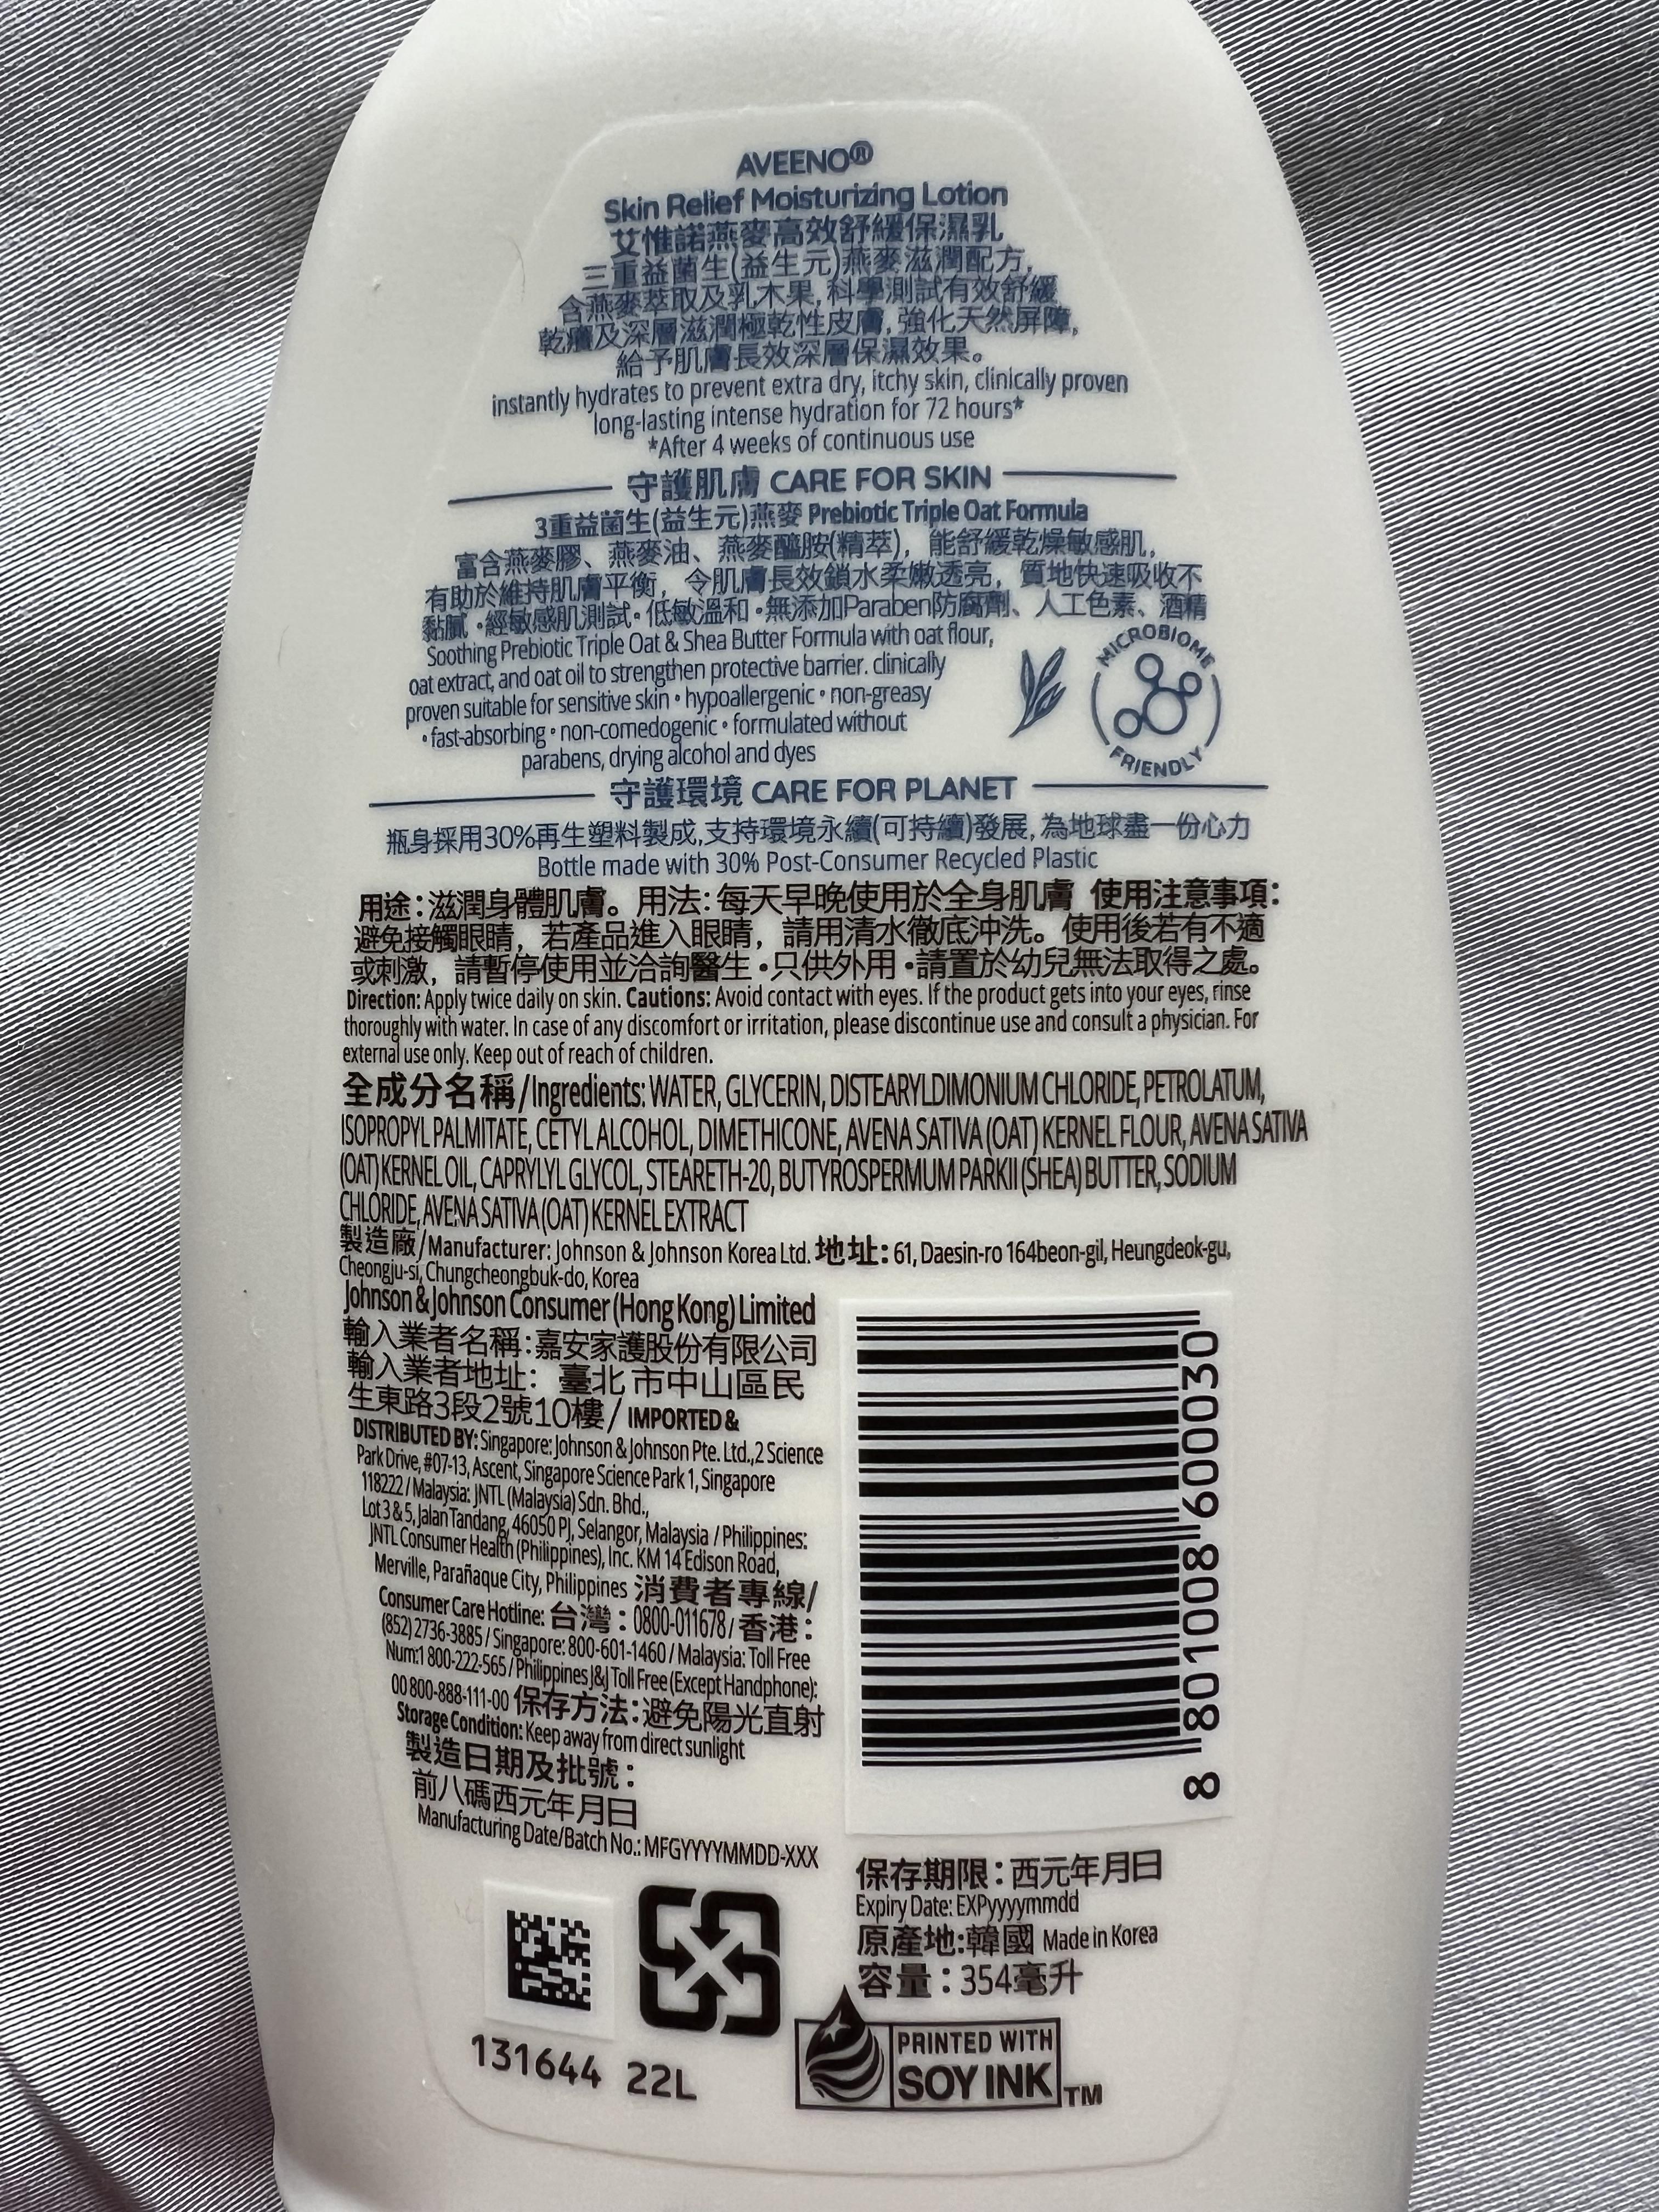 AVEENO®
Skin Relief Moisturizing Lotion
艾惟諾燕麥高效舒緩保濕乳
三重益菌生(益生元)燕麥滋潤配方,
含燕麥萃取及乳木果,科學測試有效舒緩
乾癢及深層滋潤極乾性皮膚,強化天然屏障,
給予肌膚長效深層保濕效果。
instantly hydrates to prevent extra dry, itchy skin, clinically proven
long-lasting intense hydration for 72 hours*
*After 4 weeks of continuous use
守護肌膚 CARE FOR SKIN
3重益菌生(益生元)燕麥 Prebiotic Triple Oat Formula
富含燕麥膠、燕麥油、燕麥醯胺(精萃)，能舒緩乾燥敏感肌，
有助於維持肌膚平衡，令肌膚長效鎖水柔嫩透亮，質地快速吸收不
黏膩 •經敏感肌測試• 低敏溫和 •無添加Paraben防腐劑、人工色素、酒精
Soothing Prebiotic Triple Oat & Shea Butter Formula with oat flour,
oat extract, and oat oil to strengthen protective barrier. clinically
proven suitable for sensitive skin • hypoallergenic • non-greasy
• fast-absorbing • non-comedogenic • formulated without
parabens, drying alcohol and dyes
MICROBIOME
FRIENDLY
守護環境 CARE FOR PLANET
瓶身採用30%再生塑料製成,支持環境永續(可持續)發展,為地球盡一份心力
Bottle made with 30% Post-Consumer Recycled Plastic
用途：滋潤身體肌膚。用法：每天早晚使用於全身肌膚 使用注意事項：
避免接觸眼睛，若產品進入眼睛，請用清水徹底沖洗。使用後若有不適
或刺激，請暫停使用並洽詢醫生 •只供外用 •請置於幼兒無法取得之處。
Direction: Apply twice daily on skin. Cautions: Avoid contact with eyes. If the product gets into your eyes, rinse
thoroughly with water. In case of any discomfort or irritation, please discontinue use and consult a physician. For
external use only. Keep out of reach of children.
全成分名稱/Ingredients: WATER, GLYCERIN, DISTEARYLDIMONIUM CHLORIDE, PETROLATUM,
ISOPROPYL PALMITATE, CETYL ALCOHOL, DIMETHICONE, AVENA SATIVA (OAT) KERNEL FLOUR, AVENA SATIVA
(OAT) KERNEL OIL, CAPRYLYL GLYCOL, STEARETH-20, BUTYROSPERMUM PARKII (SHEA) BUTTER, SODIUM
CHLORIDE, AVENA SATIVA (OAT) KERNEL EXTRACT
製造廠/Manufacturer: Johnson & Johnson Korea Ltd. 地址: 61, Daesin-ro 164beon-gil, Heungdeok-gu,
Cheongju-si, Chungcheongbuk-do, Korea
Johnson & Johnson Consumer (Hong Kong) Limited
輸入業者名稱：嘉安家護股份有限公司
輸入業者地址： 臺北市中山區民
生東路3段2號10樓/ IMPORTED &
DISTRIBUTED BY: Singapore: Johnson & Johnson Pte. Ltd.,2 Science
Park Drive, #07-13, Ascent, Singapore Science Park 1, Singapore
118222 / Malaysia: JNTL (Malaysia) Sdn. Bhd.,
Lot 3 & 5, Jalan Tandang, 46050 PJ, Selangor, Malaysia / Philippines:
JNTL Consumer Health (Philippines), Inc. KM 14 Edison Road,
Merville, Parañaque City, Philippines 消費者專線/
Consumer Care Hotline: 台灣：0800-011678/ 香港：
(852) 2736-3885 / Singapore: 800-601-1460 / Malaysia: Toll Free
Num:1 800-222-565 / Philippines J&J Toll Free (Except Handphone):
00 800-888-111-00 保存方法：避免陽光直射
Storage Condition: Keep away from direct sunlight
製造日期及批號：
前八碼西元年月日
Manufacturing Date/Batch No.: MFGYYYYMMDD-XXX
8 801008 600030
保存期限：西元年月日
Expiry Date: EXPyyyymmdd
原產地:韓國 Made in Korea
容量：354毫升
131644 22L
PRINTED WITH
SOY INK TM